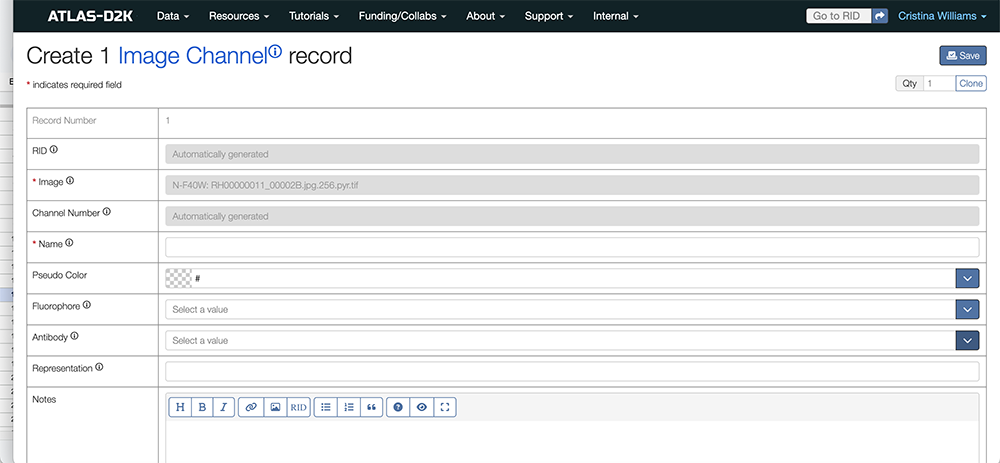 ATLAS-D2K Data Resources Tutorials Funding/Collabs About Support Internal Go to RID Cristina Williams
Create 1 Image Channel record
Save
* indicates required field
Qty 1 Clone
Record Number 1
RID Automatically generated
* Image N-F40W: RH00000011_00002B.jpg.256.pyr.tif
Channel Number Automatically generated
* Name
Pseudo Color #
Fluorophore Select a value
Antibody Select a value
Representation
Notes
H B I RID